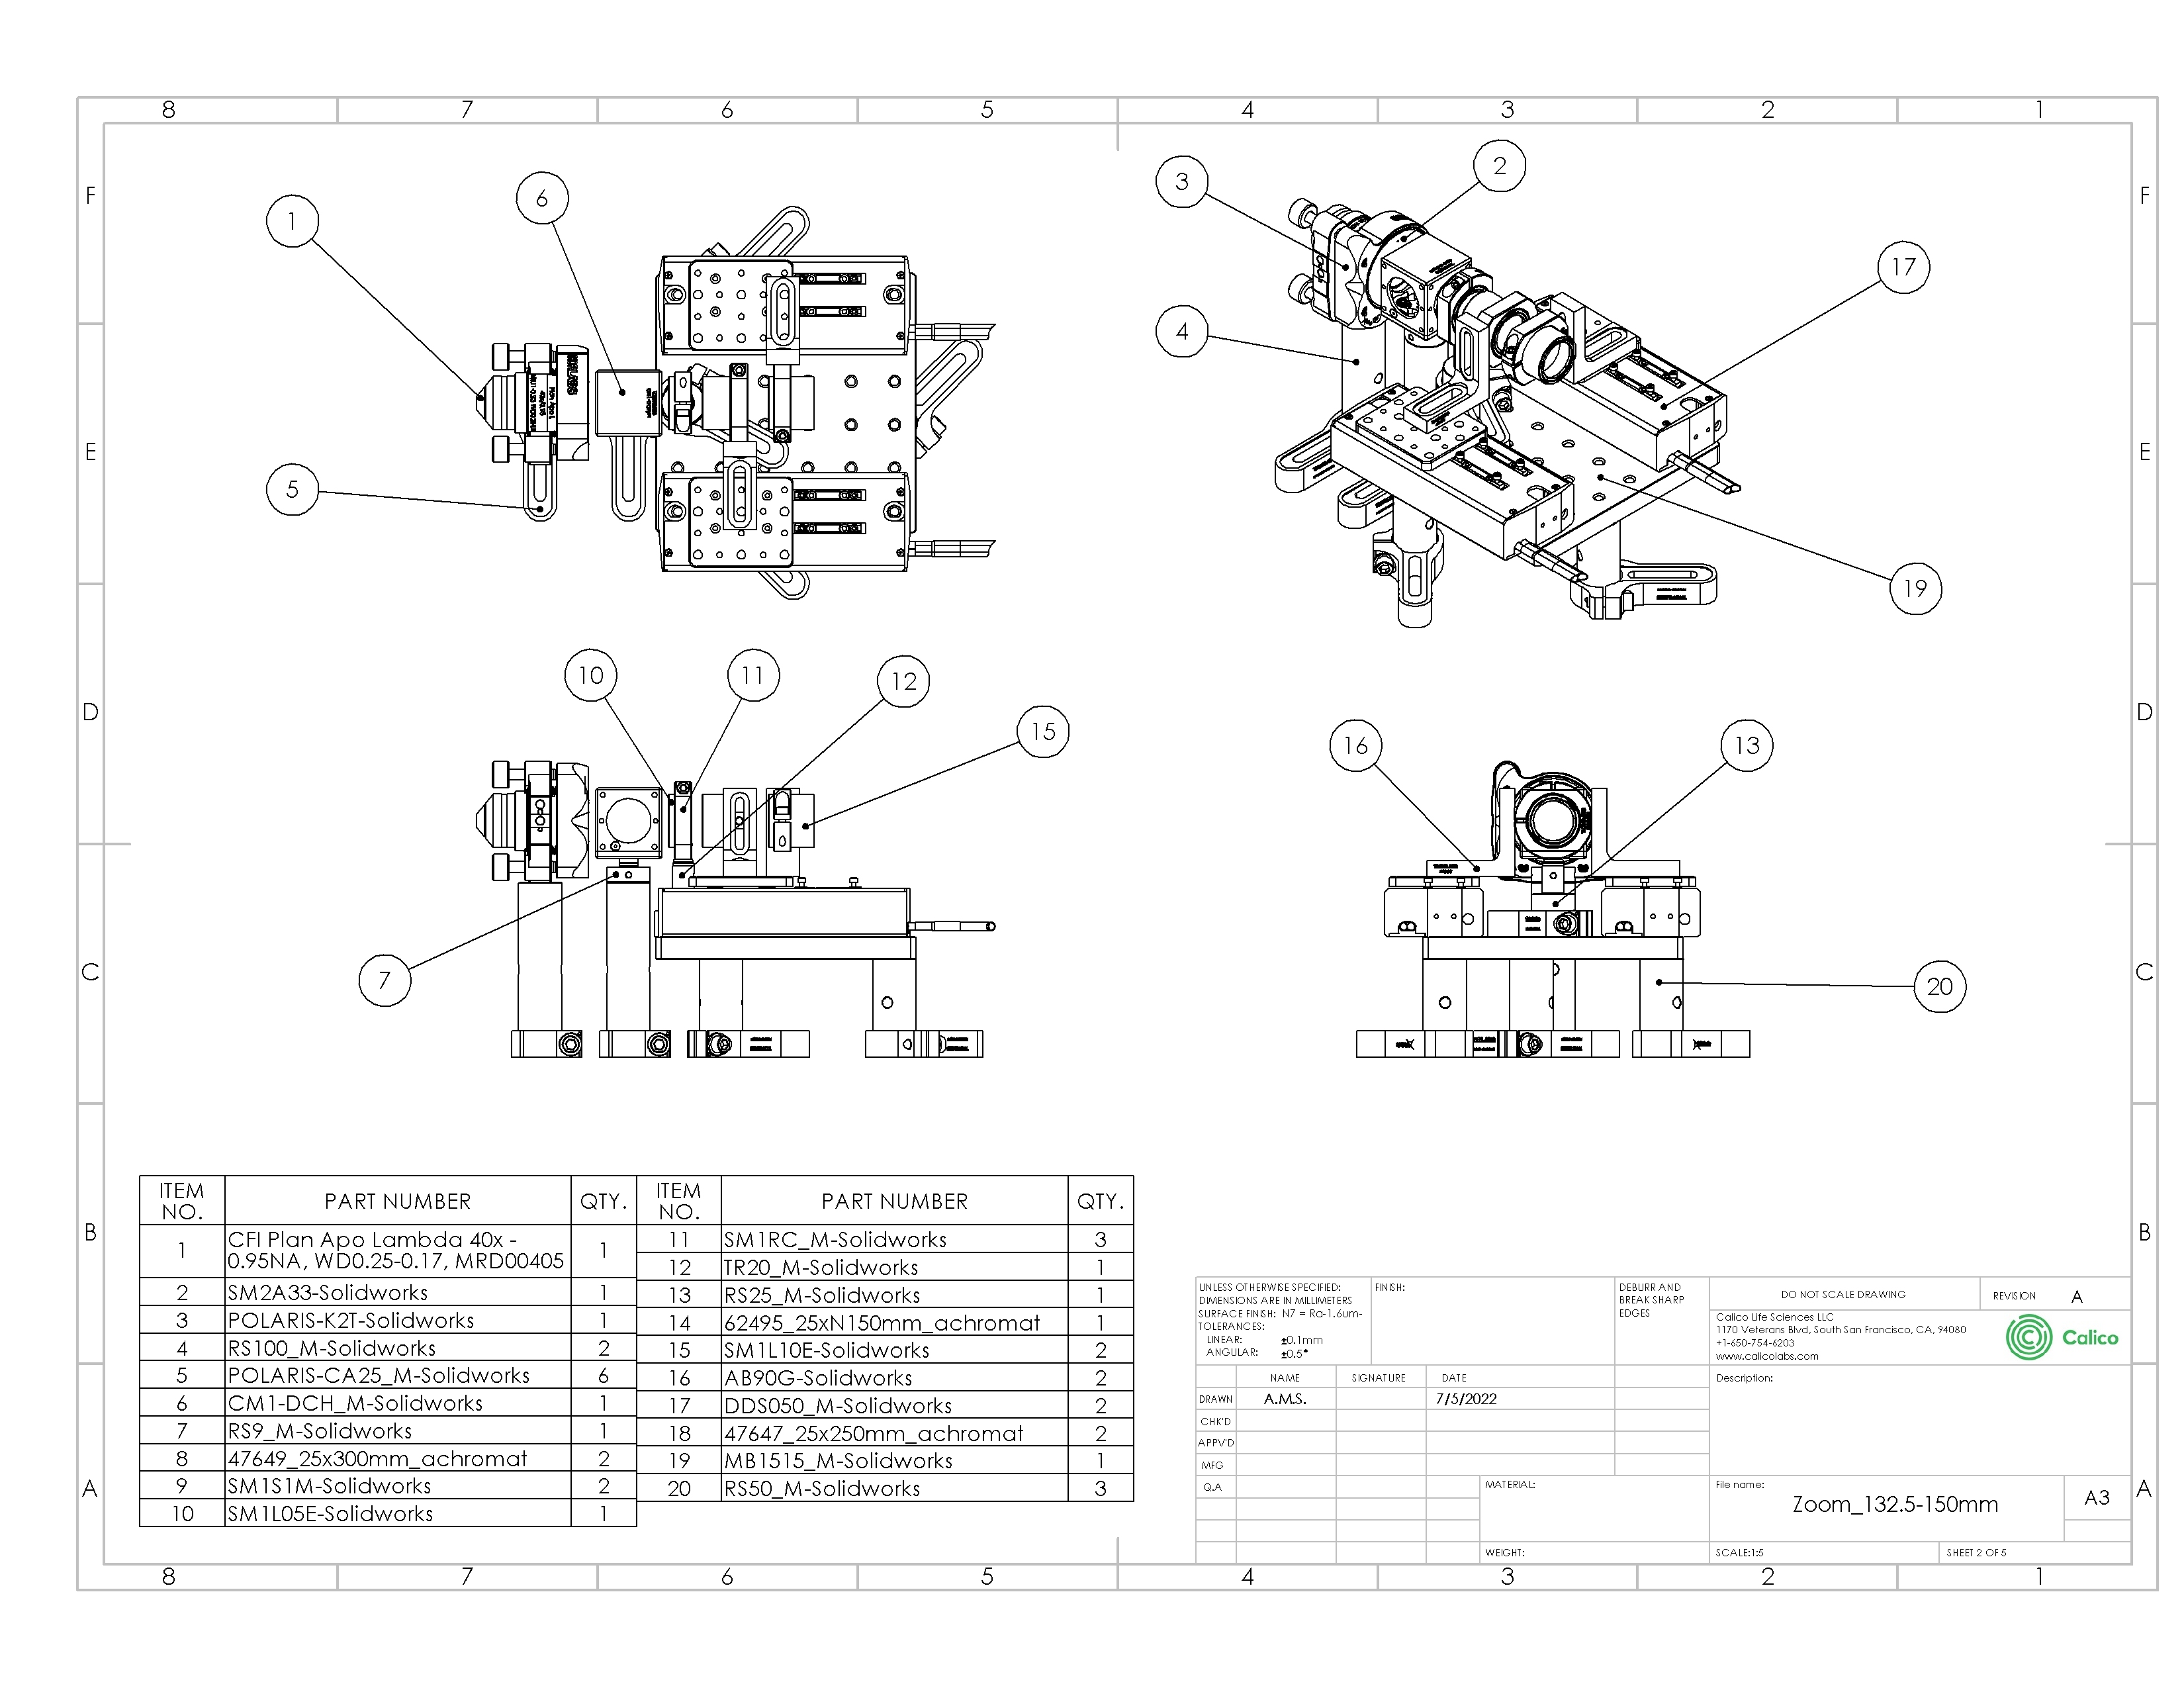 8 7 6 5 4 3 2 1
F F
E E
D D
C C
B B
A A
1
6
5
3
2
4
17
19
10
11
12
15
7
16
13
20
ITEM NO. PART NUMBER QTY.
1 CFI Plan Apo Lambda 40x - 0.95NA, WD0.25-0.17, MRD00405 1
2 SM2A33-Solidworks 1
3 POLARIS-K2T-Solidworks 1
4 RS100_M-Solidworks 2
5 POLARIS-CA25_M-Solidworks 6
6 CM1-DCH_M-Solidworks 1
7 RS9_M-Solidworks 1
8 47649_25x300mm_achromat 2
9 SM1S1M-Solidworks 2
10 SM1L05E-Solidworks 1
ITEM NO. PART NUMBER QTY.
11 SM1RC_M-Solidworks 3
12 TR20_M-Solidworks 1
13 RS25_M-Solidworks 1
14 62495_25xN150mm_achromat 1
15 SM1L10E-Solidworks 2
16 AB90G-Solidworks 2
17 DDS050_M-Solidworks 2
18 47647_25x250mm_achromat 2
19 MB1515_M-Solidworks 1
20 RS50_M-Solidworks 3
UNLESS OTHERWISE SPECIFIED:
DIMENSIONS ARE IN MILLIMETERS
SURFACE FINISH: N7 = Ra-1.6um-
TOLERANCES:
LINEAR: ±0.1mm
ANGULAR: ±0.5°
FINISH:
DEBURR AND
BREAK SHARP
EDGES
DO NOT SCALE DRAWING
REVISION A
Calico Life Sciences LLC
1170 Veterans Blvd, South San Francisco, CA, 94080
+1-650-754-6203
www.calicolabs.com
Calico
NAME SIGNATURE DATE
DRAWN A.M.S. 7/5/2022
CHK'D
APPV'D
MFG
Q.A
MATERIAL:
WEIGHT:
Description:
File name:
Zoom_132.5-150mm
A3
SCALE:1:5
SHEET 2 OF 5
8 7 6 5 4 3 2 1